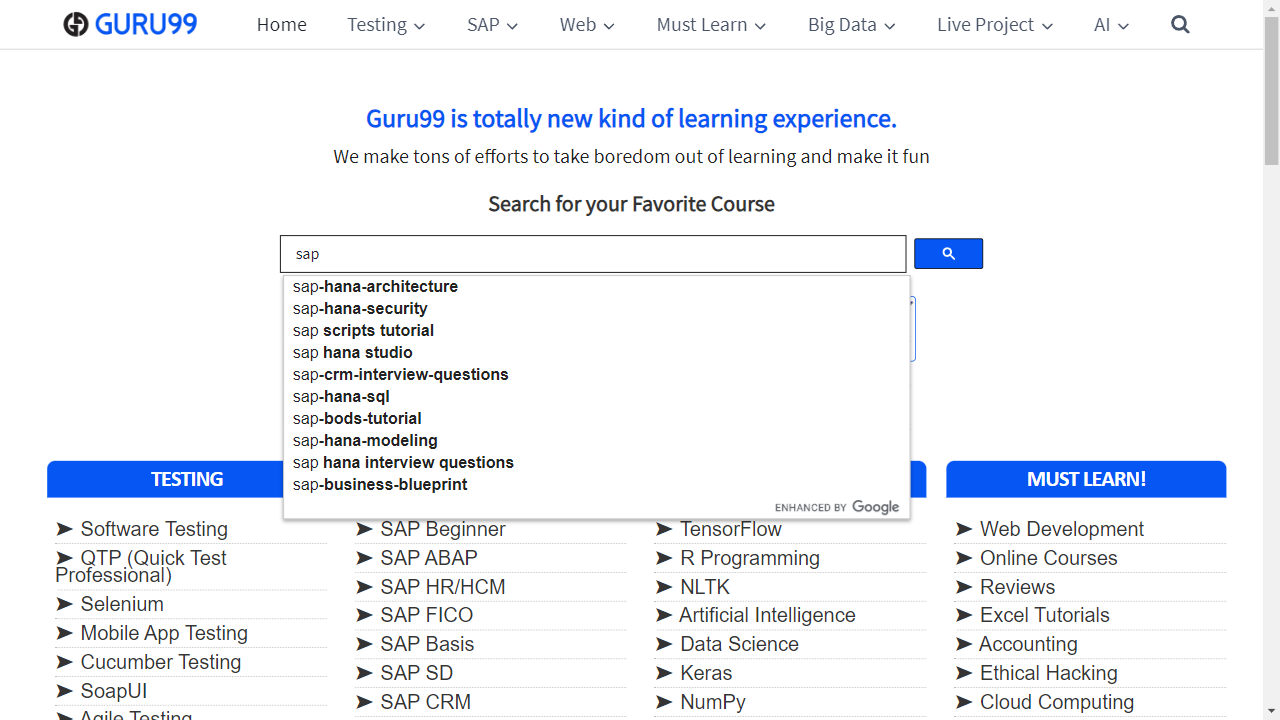 GURU99
Home
Testing
SAP
Web
Must Learn
Big Data
Live Project
AI
Guru99 is totally new kind of learning experience.
We make tons of efforts to take boredom out of learning and make it fun
Search for your Favorite Course
sap
sap-hana-architecture
sap-hana-security
sap scripts tutorial
sap hana studio
sap-crm-interview-questions
sap-hana-sql
sap-bods-tutorial
sap-hana-modeling
sap hana interview questions
sap-business-blueprint
ENHANCED BY Google
TESTING
➤ Software Testing
➤ QTP (Quick Test
Professional)
➤ Selenium
➤ Mobile App Testing
➤ Cucumber Testing
➤ SoapUI
➤ Agile Testing
➤ SAP Beginner
➤ SAP ABAP
➤ SAP HR/HCM
➤ SAP FICO
➤ SAP Basis
➤ SAP SD
➤ SAP CRM
➤ TensorFlow
➤ R Programming
➤ NLTK
➤ Artificial Intelligence
➤ Data Science
➤ Keras
➤ NumPy
MUST LEARN!
➤ Web Development
➤ Online Courses
➤ Reviews
➤ Excel Tutorials
➤ Accounting
➤ Ethical Hacking
➤ Cloud Computing